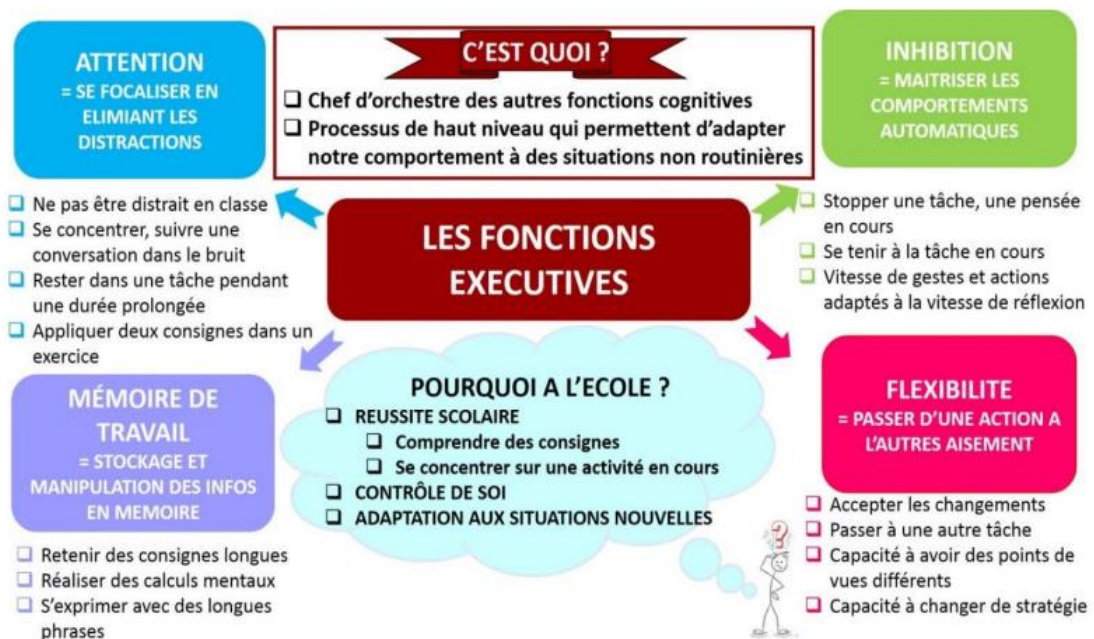 ATTENTION
= SE FOCALISER EN
ELIMIANT LES
DISTRACTIONS
Ne pas être distrait en classe
Se concentrer, suivre une
conversation dans le bruit
Rester dans une tâche pendant
une durée prolongée
Appliquer deux consignes dans un
exercice
C'EST QUOI ?
Chef d'orchestre des autres fonctions cognitives
Processus de haut niveau qui permettent d'adapter
notre comportement à des situations non routinières
INHIBITION
= MAITRISER LES
COMPORTEMENTS
AUTOMATIQUES
Stopper une tâche, une pensée
en cours
Se tenir à la tâche en cours
Vitesse de gestes et actions
adaptés à la vitesse de réflexion
LES FONCTIONS
EXECUTIVES
MÉMOIRE DE
TRAVAIL
= STOCKAGE ET
MANIPULATION DES INFOS
EN MEMOIRE
Retenir des consignes longues
Réaliser des calculs mentaux
S'exprimer avec des longues
phrases
POURQUOI A L'ECOLE ?
REUSSITE SCOLAIRE
Comprendre des consignes
Se concentrer sur une activité en cours
CONTRÔLE DE SOI
ADAPTATION AUX SITUATIONS NOUVELLES
?
FLEXIBILITE
= PASSER D'UNE ACTION A
L'AUTRES AISEMENT
Accepter les changements
Passer à une autre tâche
Capacité à avoir des points de
vues différents
Capacité à changer de stratégie